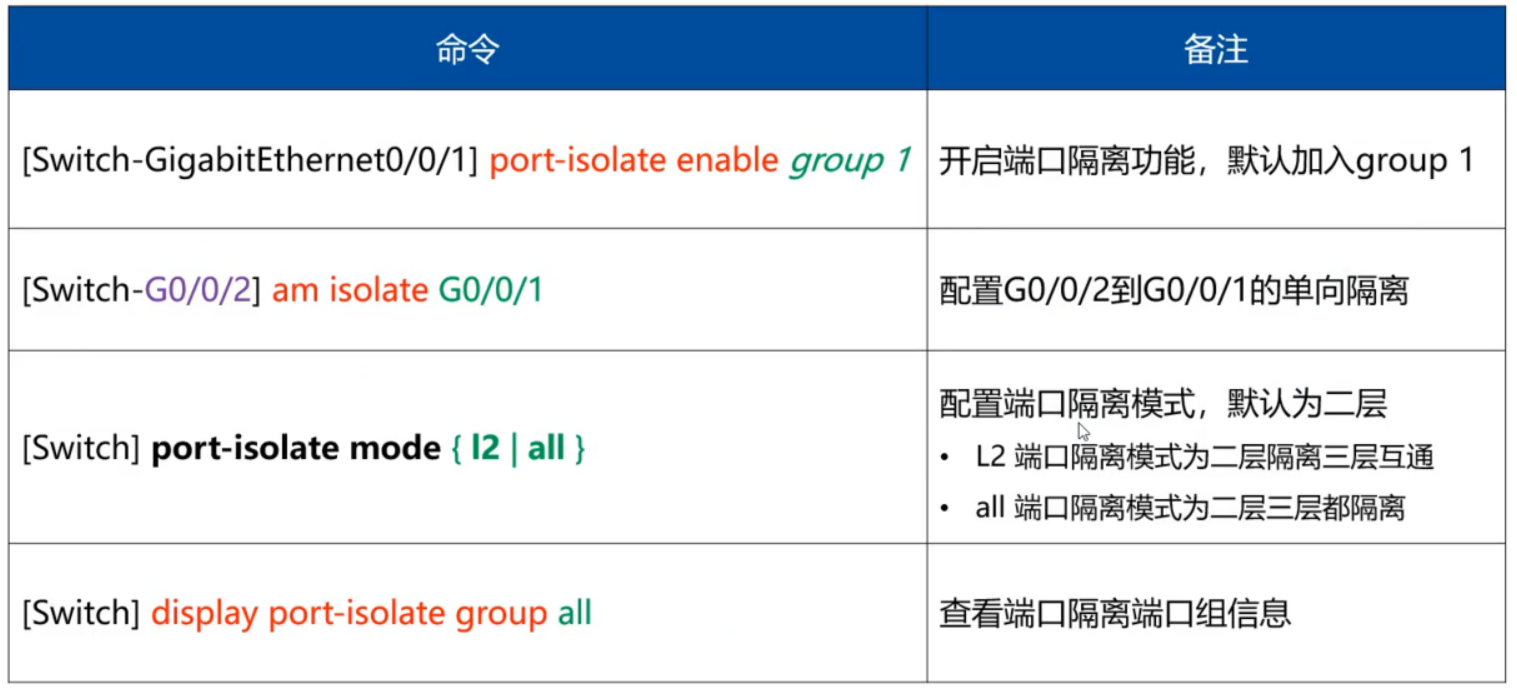 命令
备注
[Switch-GigabitEthernet0/0/1] port-isolate enable group 1
开启端口隔离功能，默认加入group 1
[Switch-G0/0/2] am isolate G0/0/1
配置G0/0/2到G0/0/1的单向隔离
[Switch] port-isolate mode { l2 | all }
配置端口隔离模式，默认为二层
• L2 端口隔离模式为二层隔离三层互通
• all 端口隔离模式为二层三层都隔离
[Switch] display port-isolate group all
查看端口隔离端口组信息